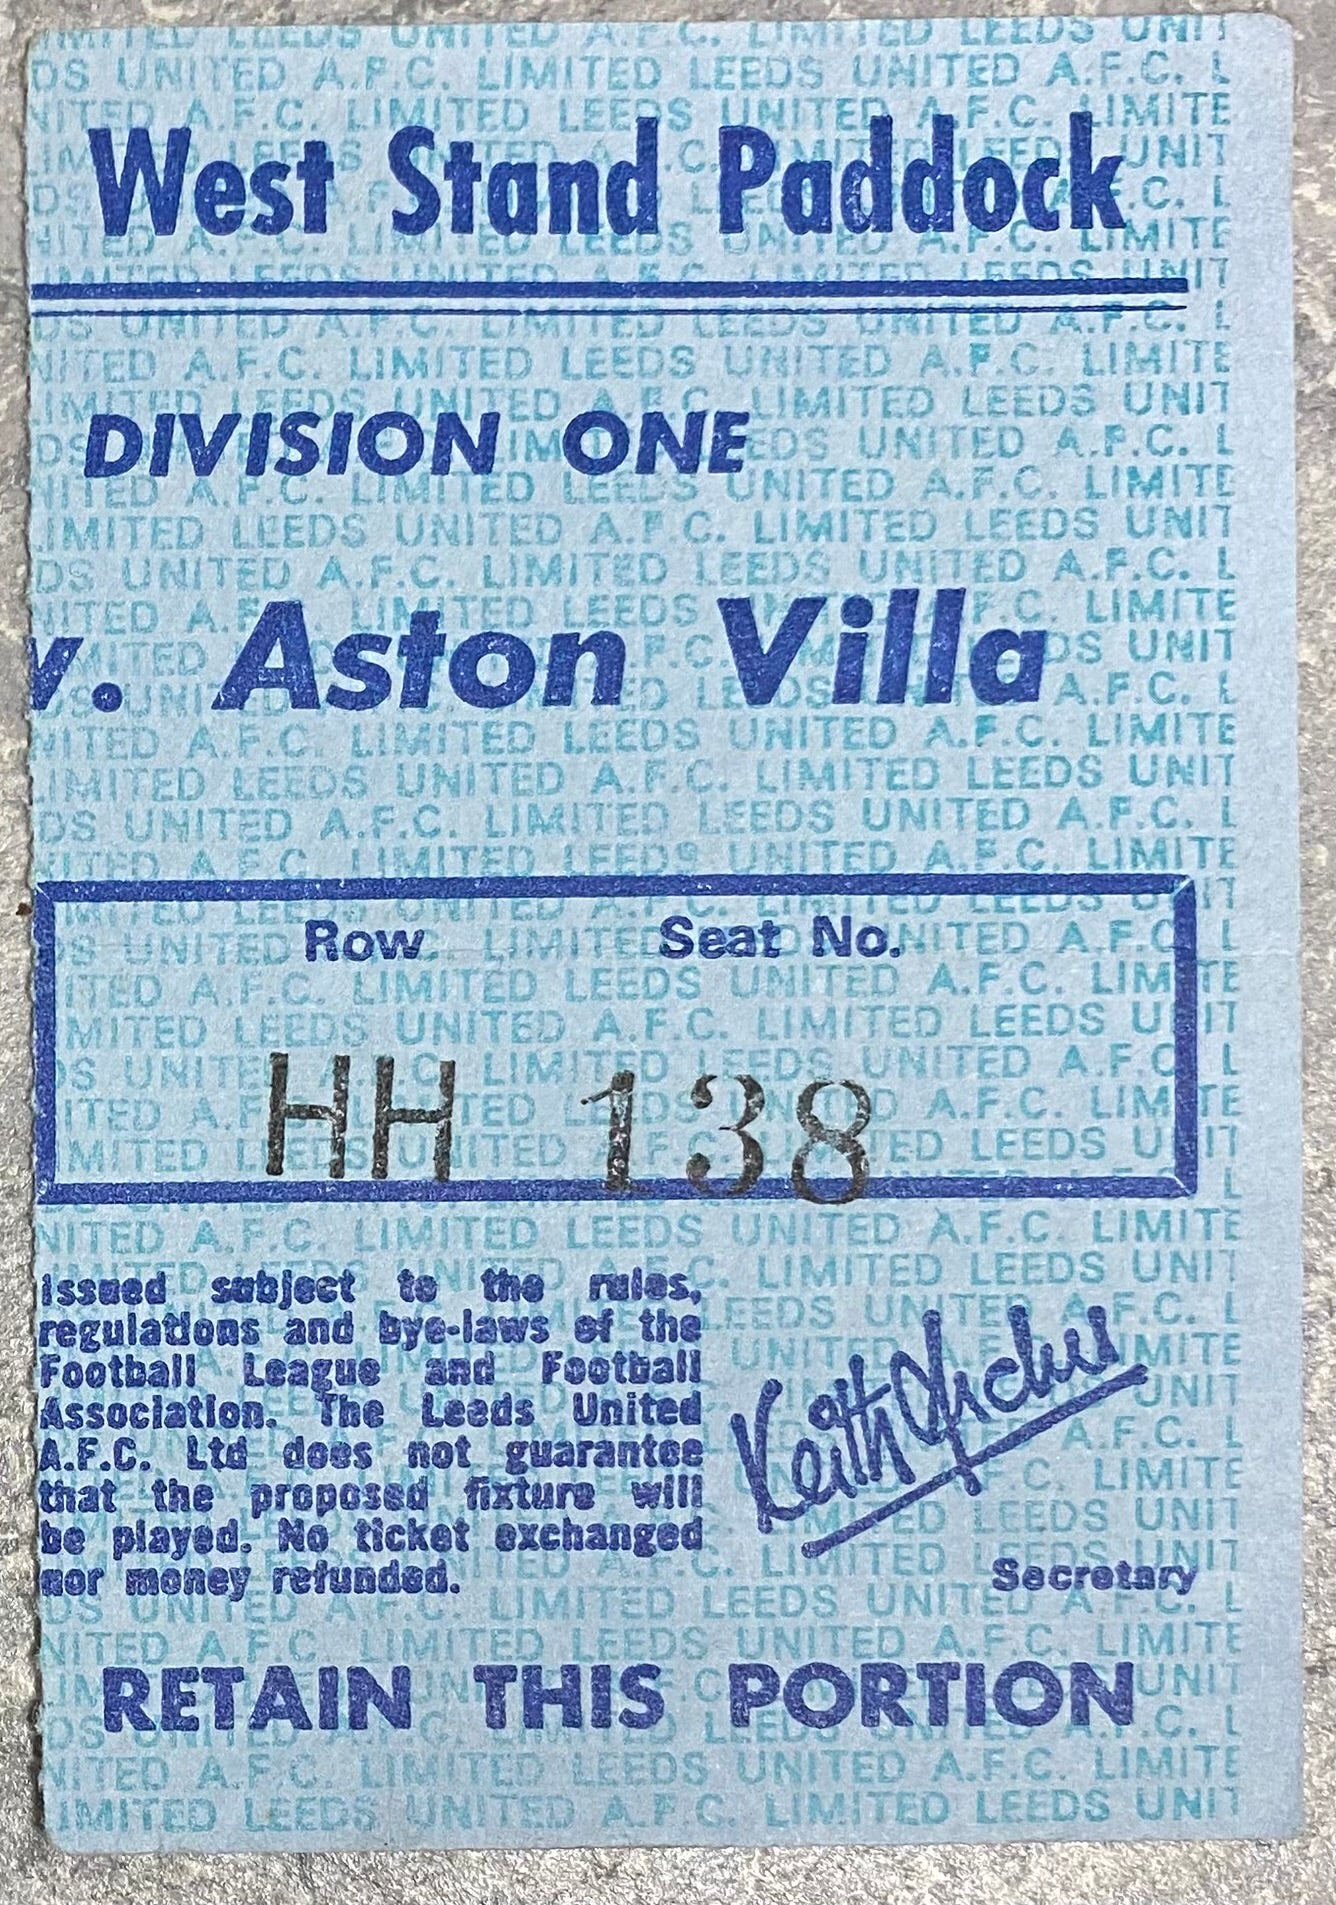 West Stand Paddock
DIVISION ONE
v. Aston Villa
Row Seat No.
HH 138
Issued subject to the rules,
regulations and bye-laws of the
Football League and Football
Association. The Leeds United
A.F.C. Ltd does not guarantee
that the proposed fixture will
be played. No ticket exchanged
nor money refunded.
Keith Archer
Secretary
RETAIN THIS PORTION